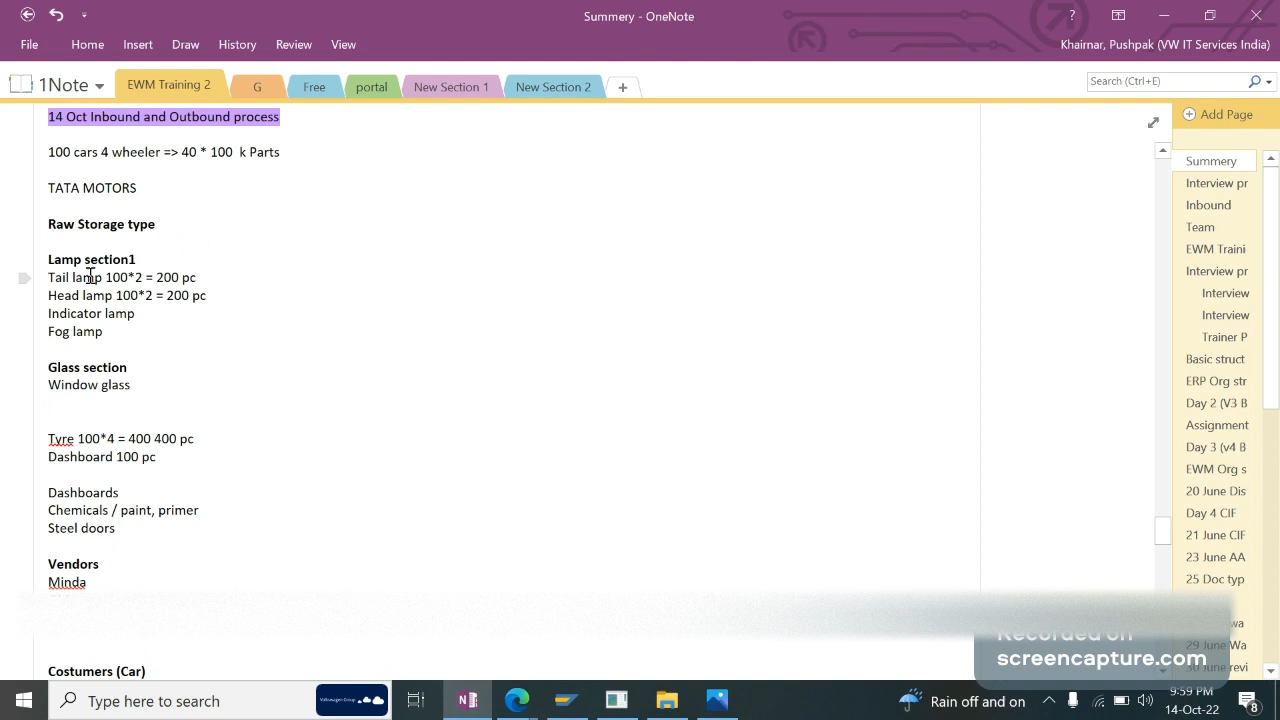 Summery - OneNote
?
File
Home
Insert
Draw
History
Review
View
Khairnar, Pushpak (VW IT Services India)
1Note
EWM Training 2
G
Free
portal
New Section 1
New Section 2
+
Search (Ctrl+E)
Add Page
14 Oct Inbound and Outbound process
100 cars 4 wheeler => 40 * 100 k Parts
TATA MOTORS
Raw Storage type
Lamp section1
Tail lamp 100*2 = 200 pc
Head lamp 100*2 = 200 pc
Indicator lamp
Fog lamp
Glass section
Window glass
Tyre 100*4 = 400 400 pc
Dashboard 100 pc
Dashboards
Chemicals / paint, primer
Steel doors
Vendors
Minda
Costumers (Car)
Summery
Interview pr
Inbound
Team
EWM Traini
Interview pr
Interview
Interview
Trainer P
Basic struct
ERP Org str
Day 2 (V3 B
Assignment
Day 3 (v4 B
EWM Org s
20 June Dis
Day 4 CIF
21 June CIF
23 June AA
25 Doc typ
29 June Wa
30 June revi
Recorded on
screencapture.com
Type here to search
Rain off and on
9:59 PM
14-Oct-22
8